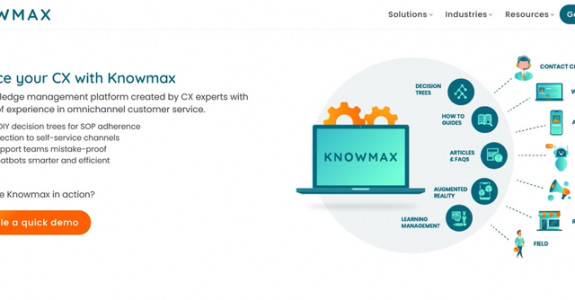 OWMAX
Solutions
Industries
Resources
ce your CX with Knowmax
ledge management platform created by CX experts with
of experience in omnichannel customer service.
DIY decision trees for SOP adherence
ection to self-service channels
upport teams mistake-proof
atbots smarter and efficient
e Knowmax in action?
le a quick demo
KNOWMAX
DECISION
TREES
HOW TO
GUIDES
ARTICLES
& FAQS
AUGMENTED
REALITY
LEARNING
MANAGEMENT
CONTACT CE
W
A
R
FIELD